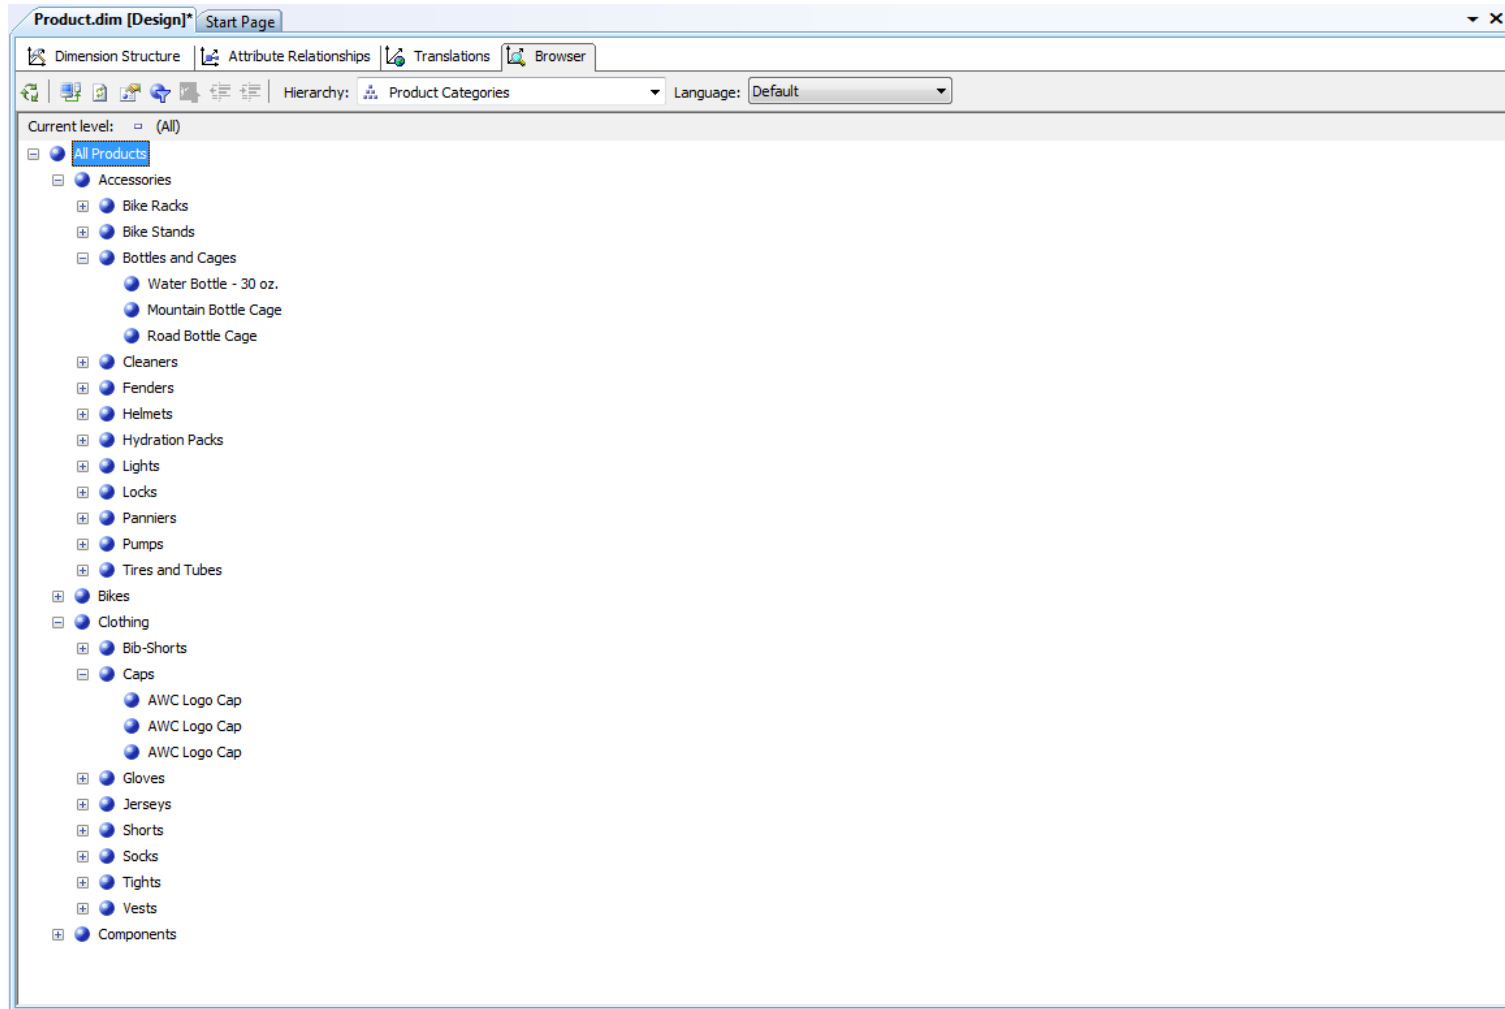 Product.dim [Design]* Start Page
Dimension Structure Attribute Relationships Translations Browser
Hierarchy: Product Categories Language: Default
Current level: (All)
All Products
Accessories
Bike Racks
Bike Stands
Bottles and Cages
Water Bottle - 30 oz.
Mountain Bottle Cage
Road Bottle Cage
Cleaners
Fenders
Helmets
Hydration Packs
Lights
Locks
Panniers
Pumps
Tires and Tubes
Bikes
Clothing
Bib-Shorts
Caps
AWC Logo Cap
AWC Logo Cap
AWC Logo Cap
Gloves
Jerseys
Shorts
Socks
Tights
Vests
Components